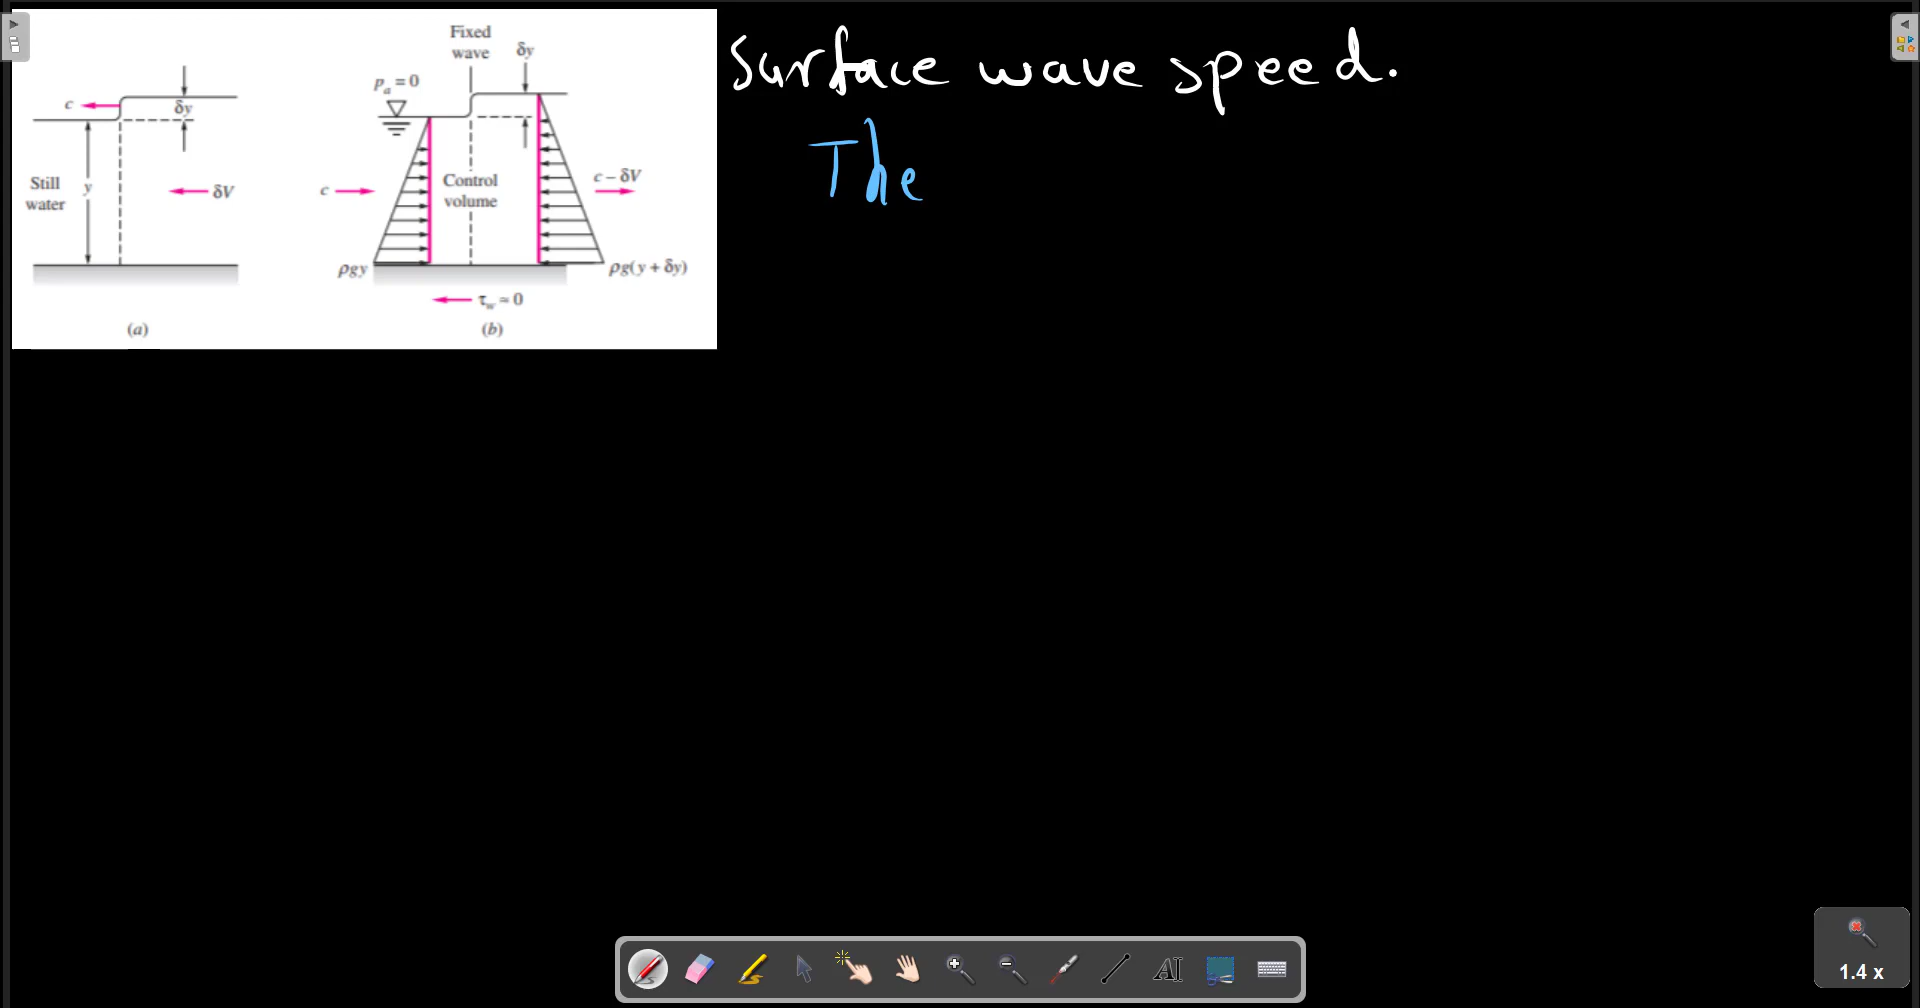 Surface wave speed.
The
Fixed wave
δy
p_a = 0
c
δy
Still water
y
δV
c
Control volume
c − δV
ρgy
ρg(y + δy)
τ_w ≈ 0
(a)
(b)
AI
1.4 x